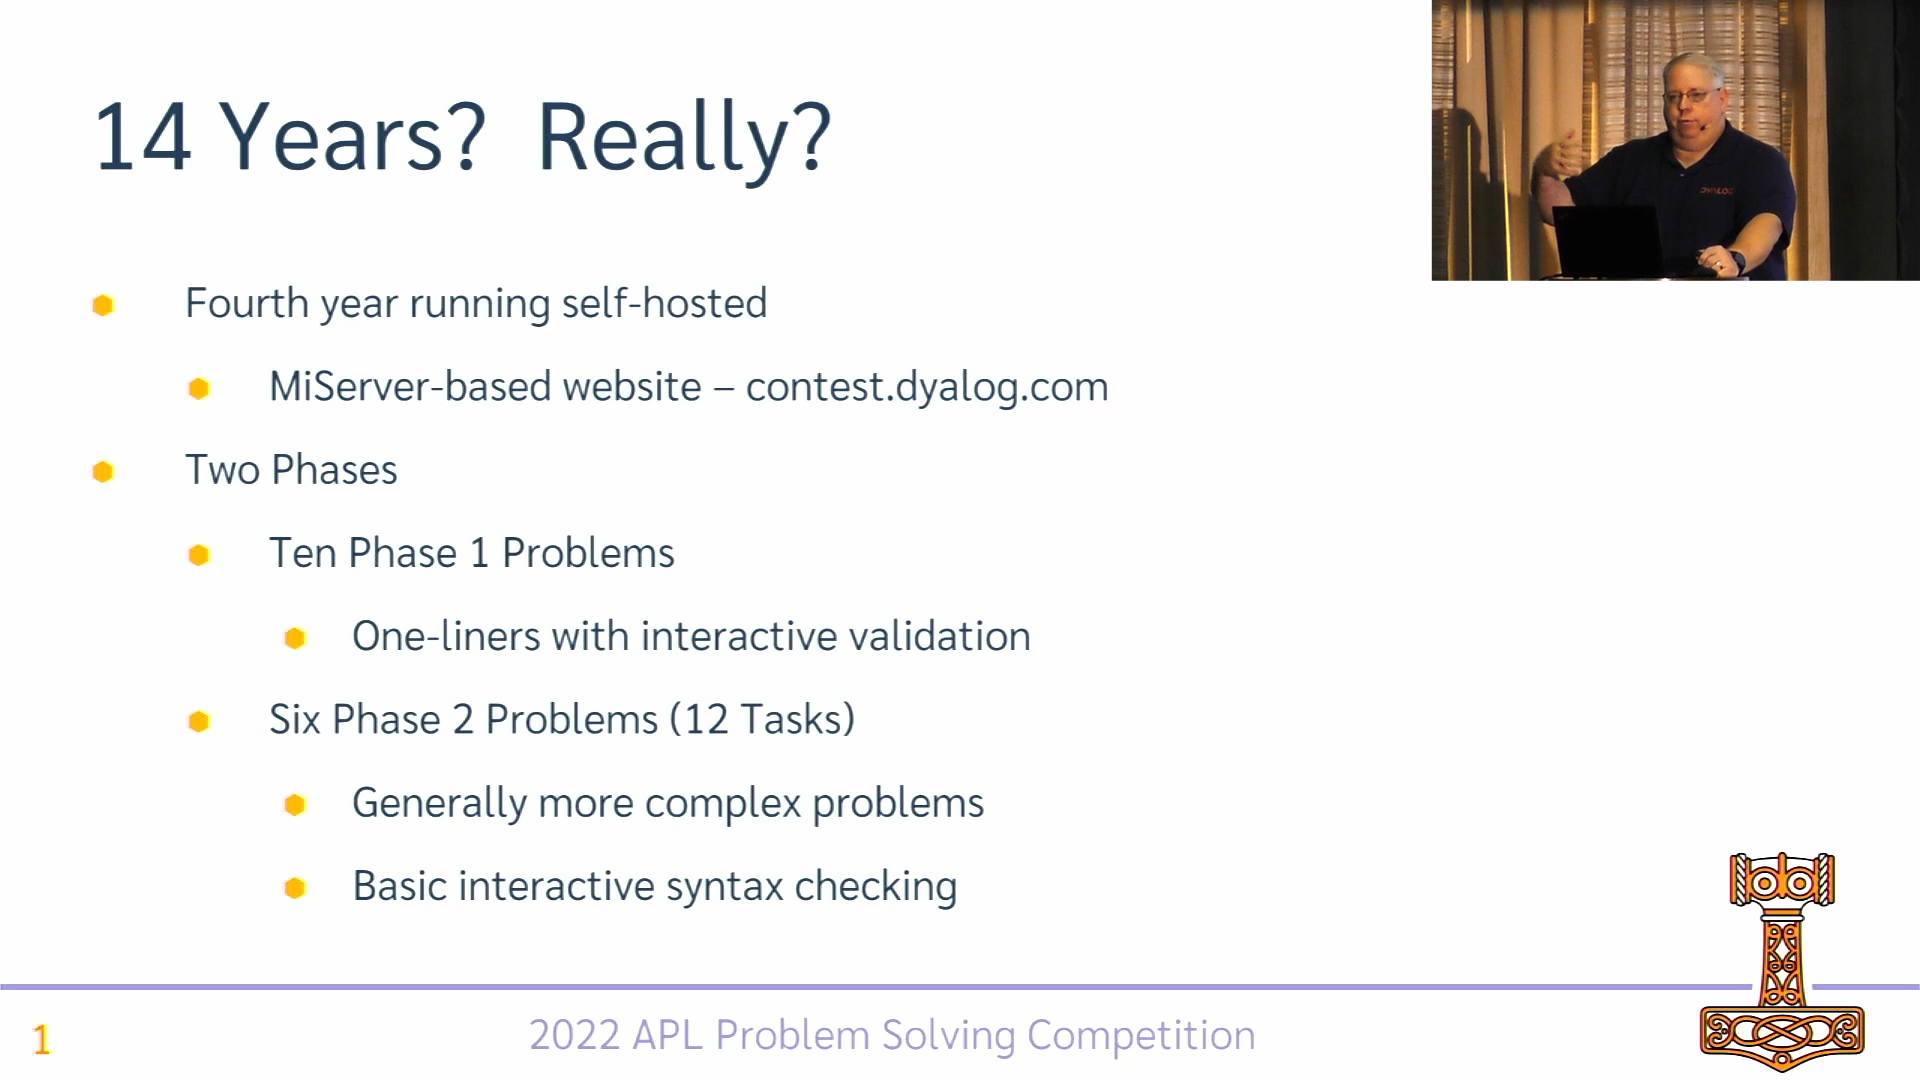 14 Years?  Really?
Fourth year running self-hosted
MiServer-based website – contest.dyalog.com
Two Phases
Ten Phase 1 Problems
One-liners with interactive validation
Six Phase 2 Problems (12 Tasks)
Generally more complex problems
Basic interactive syntax checking
1
2022 APL Problem Solving Competition
DYALOG